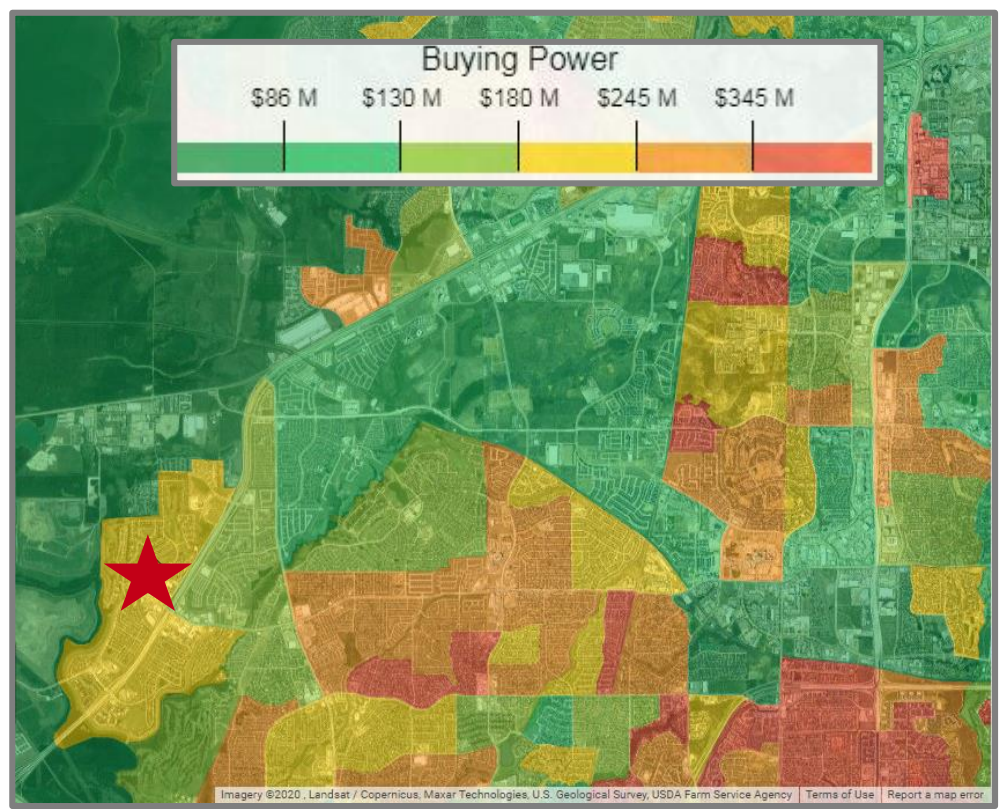 Buying Power
$86 M $130 M $180 M $245 M $345 M
Imagery ©2020 , Landsat / Copernicus, Maxar Technologies, U.S. Geological Survey, USDA Farm Service Agency Terms of Use Report a map error